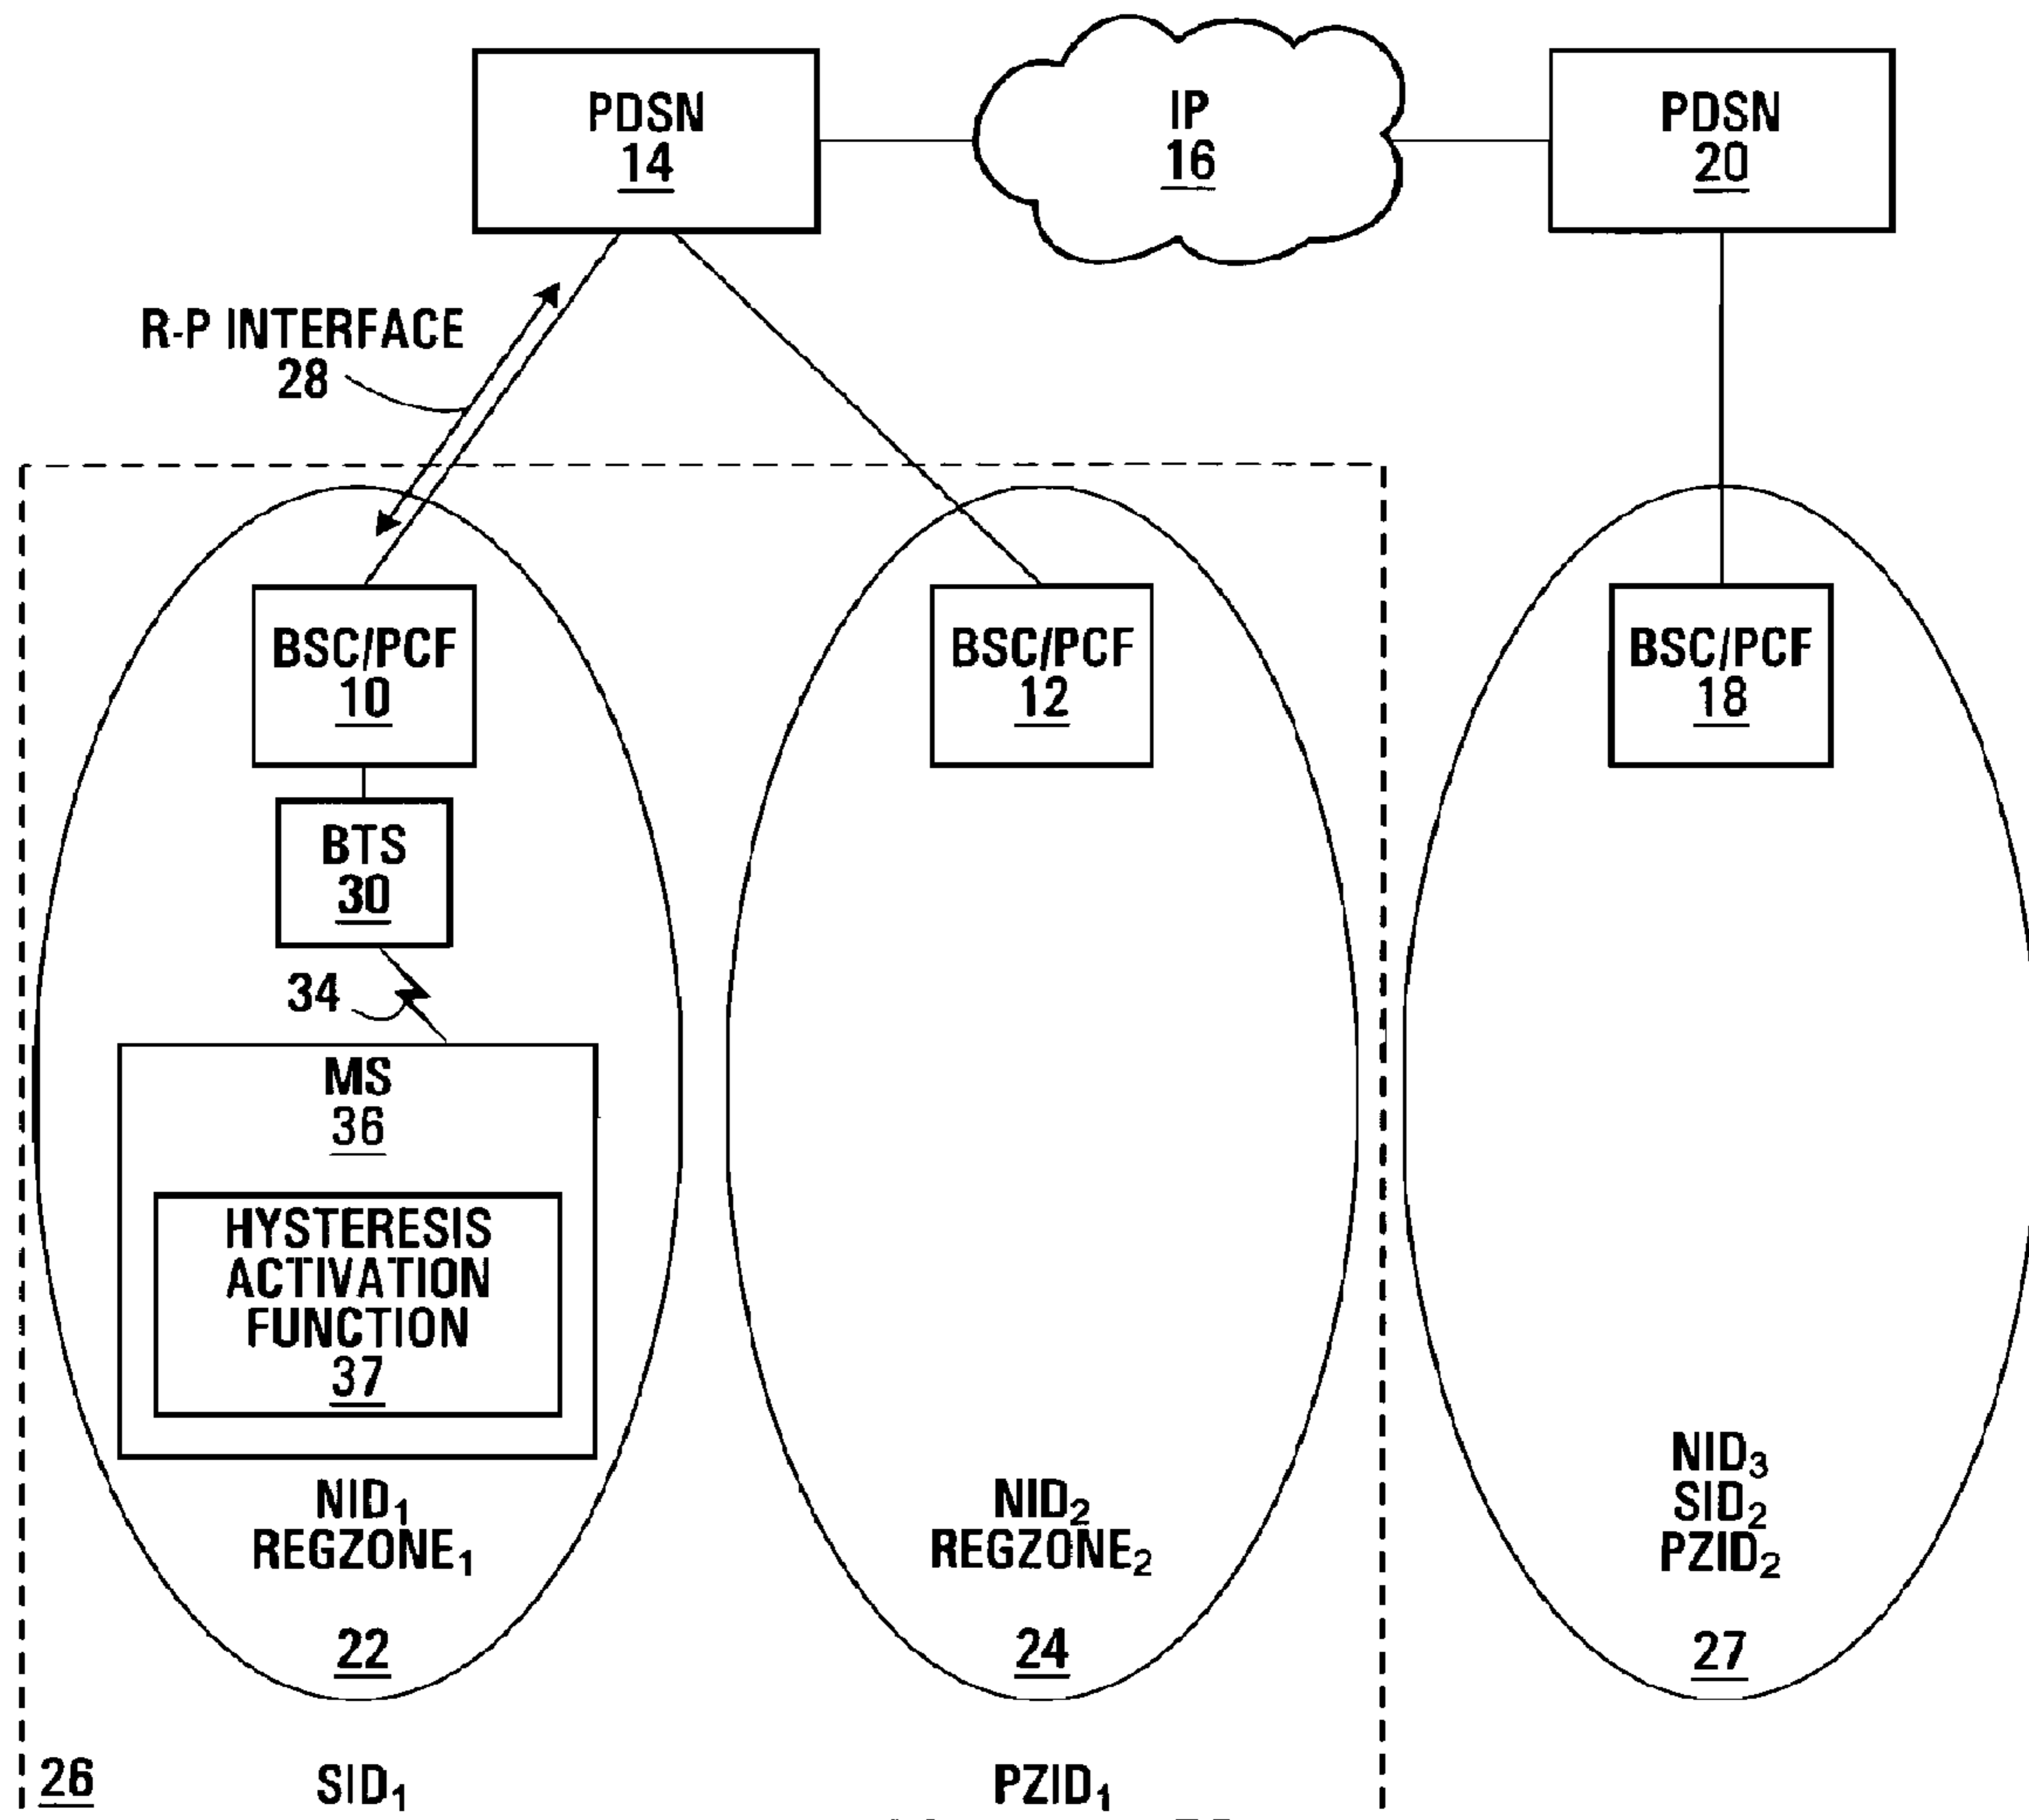 PDSN
14
IP
16
PDSN
20
R-P INTERFACE
28
BSC/PCF
10
BSC/PCF
12
BSC/PCF
18
BTS
30
34
MS
36
HYSTERESIS
ACTIVATION
FUNCTION
37
NID₁
REGZONE₁
22
NID₂
REGZONE₂
24
NID₃
SID₂
PZID₂
27
26
SID₁
PZID₁